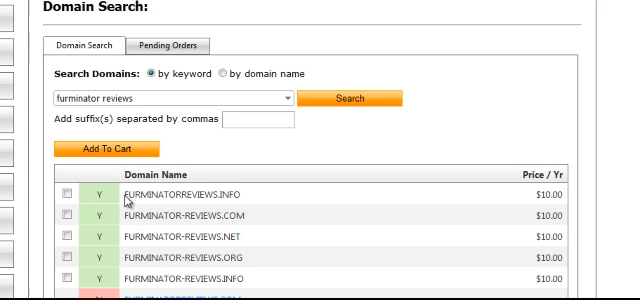 Domain Search:
Domain Search
Pending Orders
Search Domains: by keyword by domain name
furminator reviews Search
Add suffix(s) separated by commas
Add To Cart
Domain Name Price / Yr
Y FURMINATORREVIEWS.INFO $10.00
Y FURMINATOR-REVIEWS.COM $10.00
Y FURMINATOR-REVIEWS.NET $10.00
Y FURMINATOR-REVIEWS.ORG $10.00
Y FURMINATOR-REVIEWS.INFO $10.00